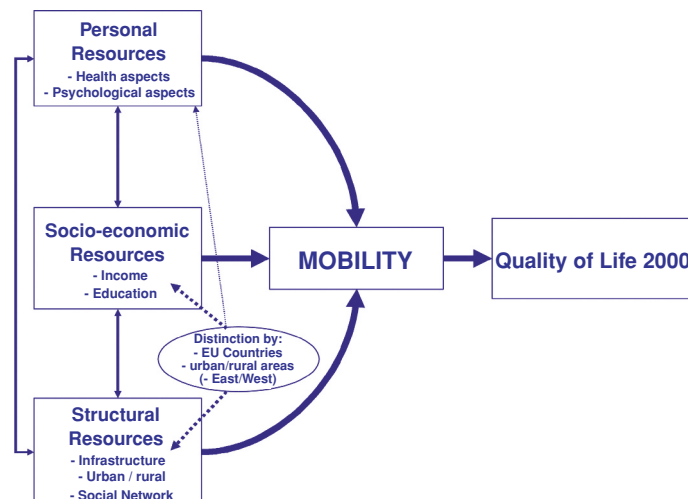 Personal
Resources
- Health aspects
- Psychological aspects
Socio-economic
Resources
- Income
- Education
MOBILITY
Quality of Life 2000
Distinction by:
- EU Countries
- urban/rural areas
(- East/West)
Structural
Resources
- Infrastructure
- Urban / rural
- Social Network